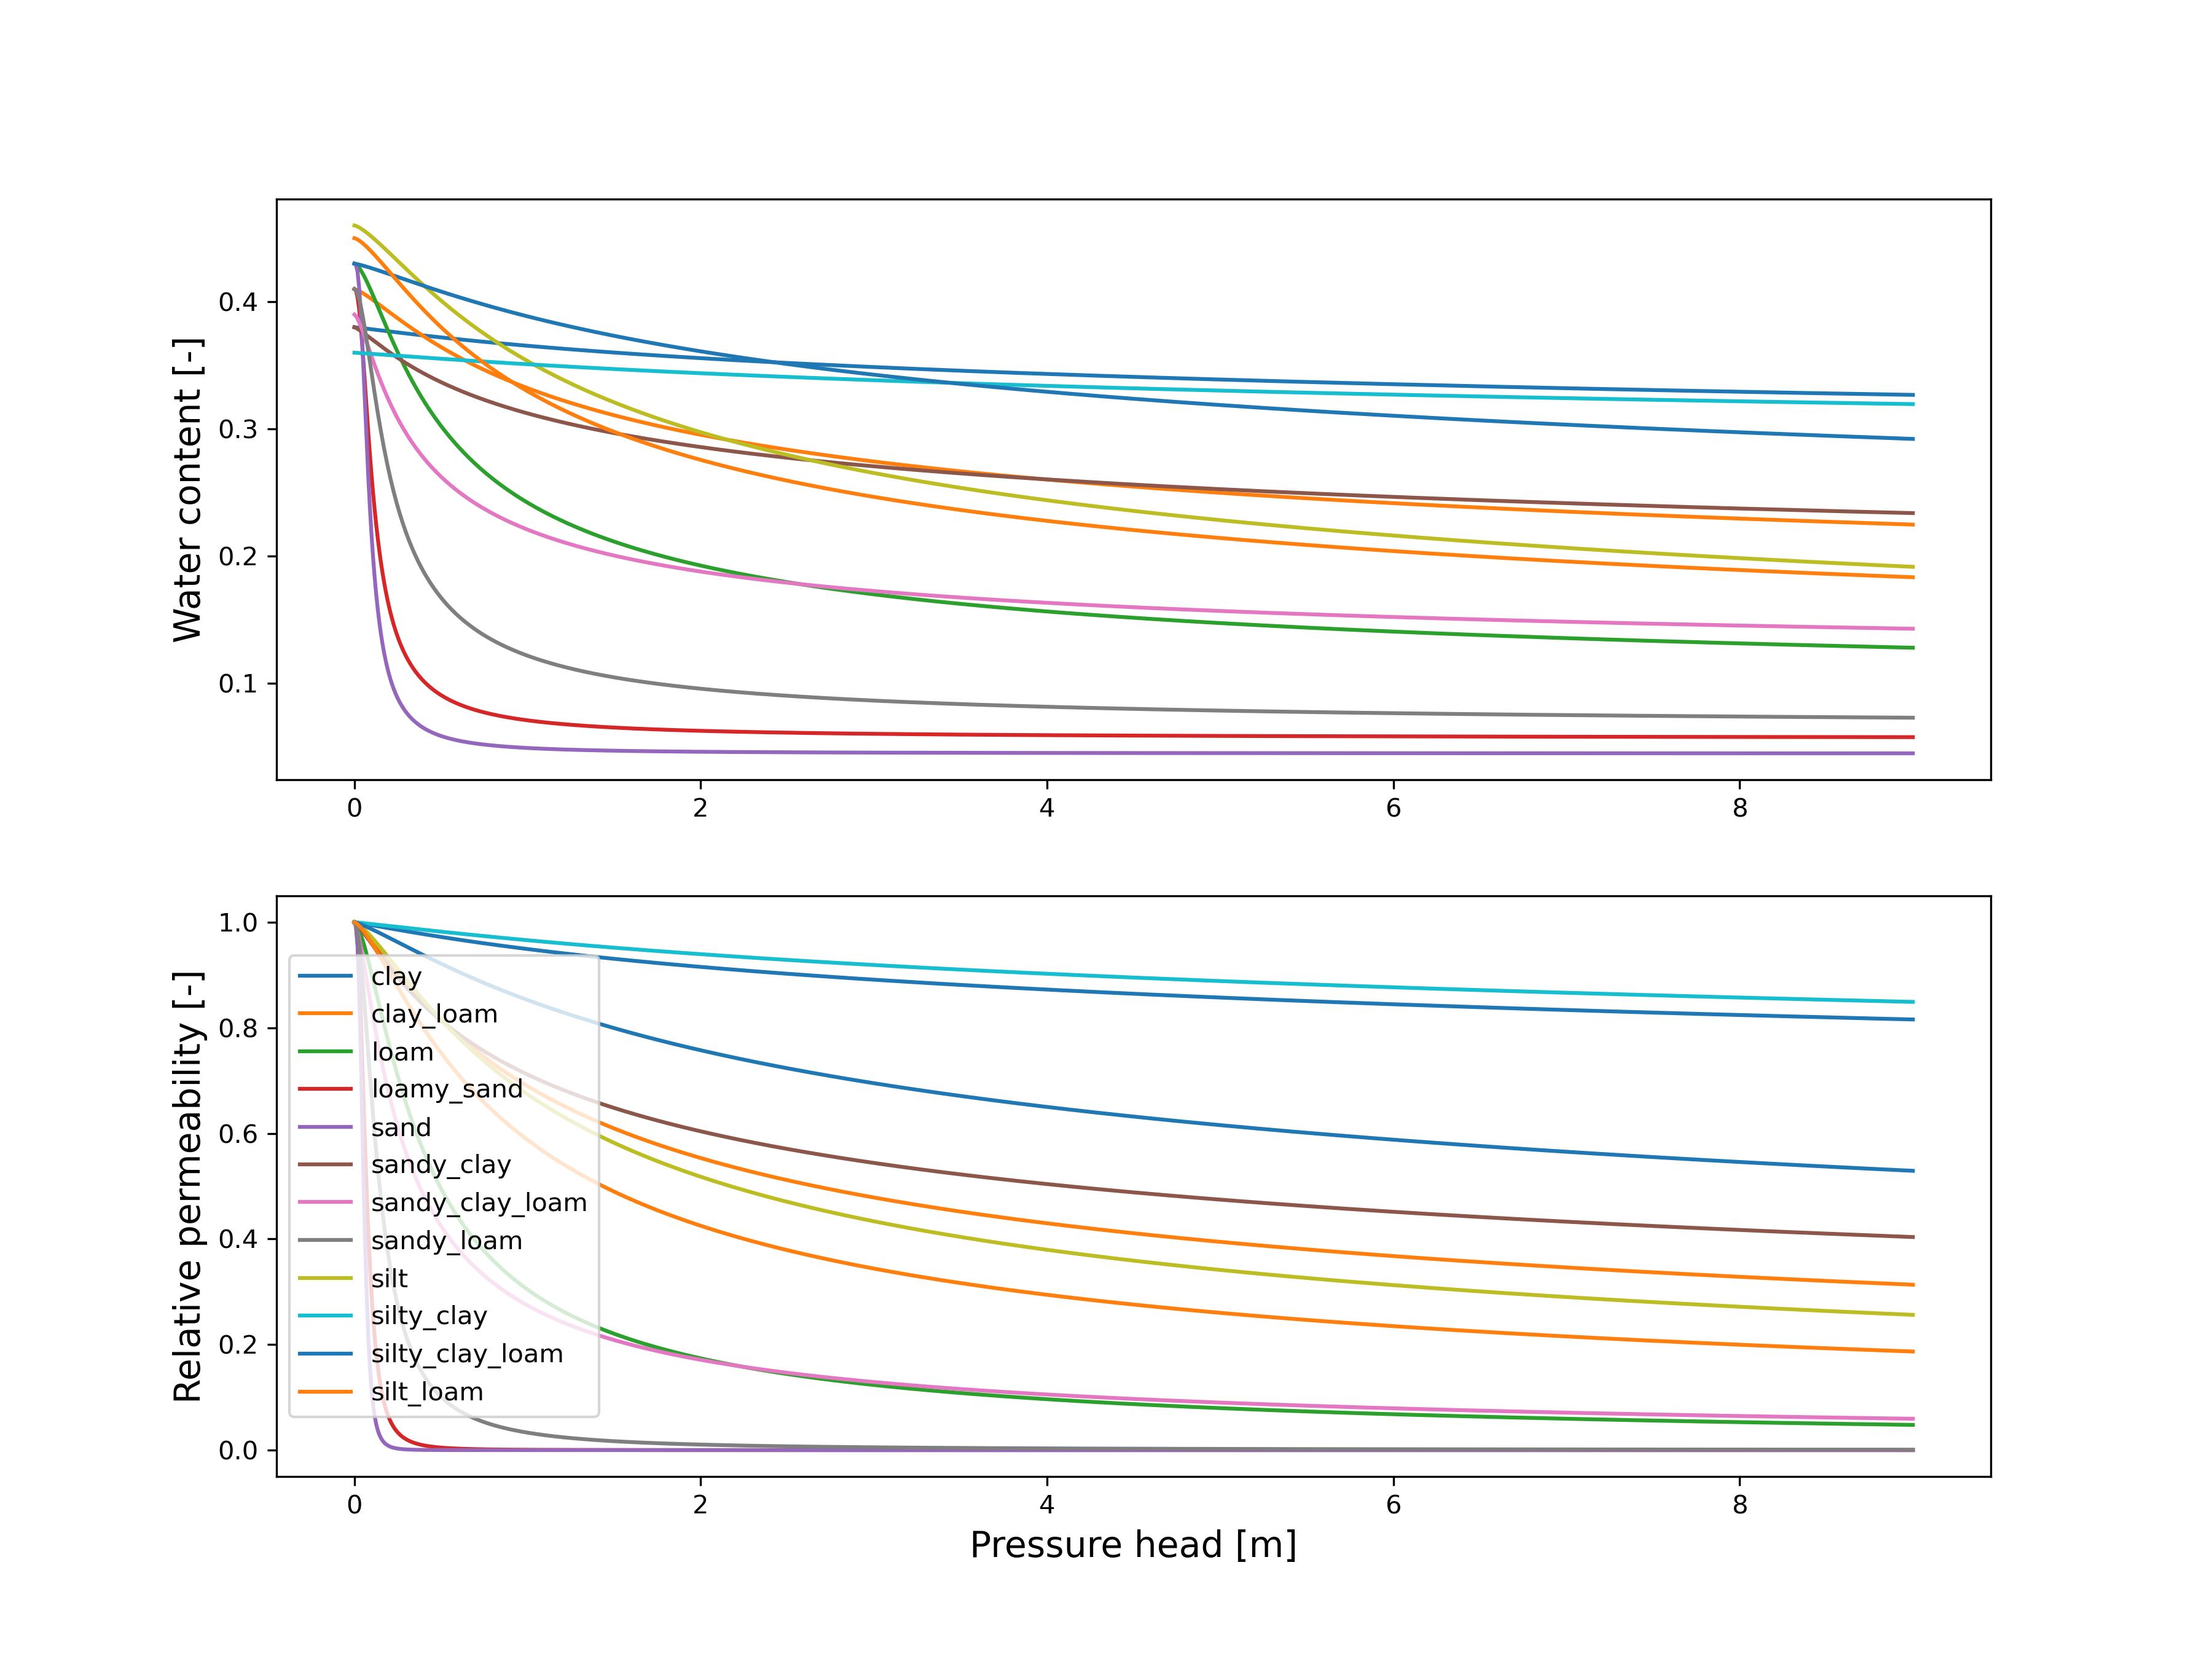 Water content [-]
0.4
0.3
0.2
0.1
0 2 4 6 8
Relative permeability [-]
1.0
0.8
0.6
0.4
0.2
0.0
clay
clay_loam
loam
loamy_sand
sand
sandy_clay
sandy_clay_loam
sandy_loam
silt
silty_clay
silty_clay_loam
silt_loam
0 2 4 6 8
Pressure head [m]